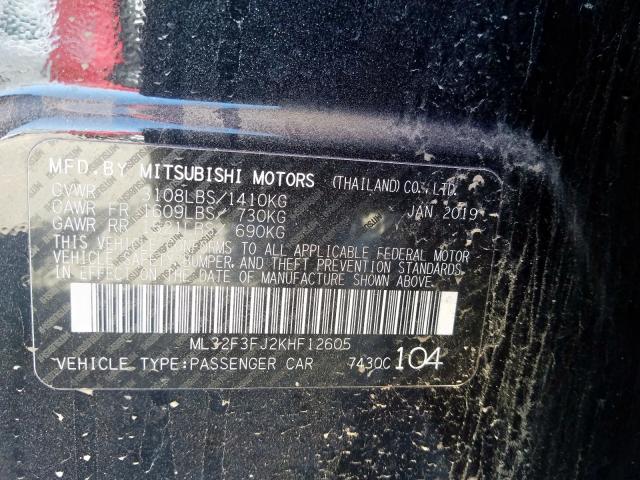 MFD. BY MITSUBISHI MOTORS (THAILAND) CO., LTD.
GVWR 3108LBS/1410KG JAN 2019
GAWR FR 1609LBS/ 730KG
GAWR RR 1521LBS/ 690KG
THIS VEHICLE CONFORMS TO ALL APPLICABLE FEDERAL MOTOR
VEHICLE SAFETY, BUMPER, AND THEFT PREVENTION STANDARDS
IN EFFECT ON THE DATE OF MANUFACTURE SHOWN ABOVE.
ML32F3FJ2KHF12605
VEHICLE TYPE:PASSENGER CAR 7430C 104